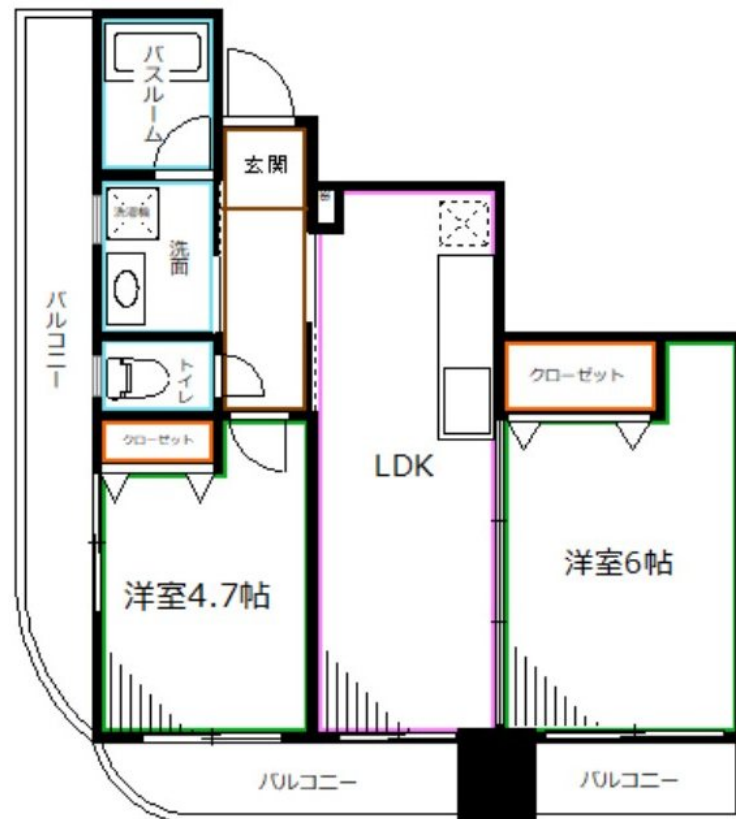 バスルーム
玄関
洗濯機
洗面
バルコニー
トイレ
クローゼット
クローゼット
LDK
洋室6帖
洋室4.7帖
バルコニー
バルコニー